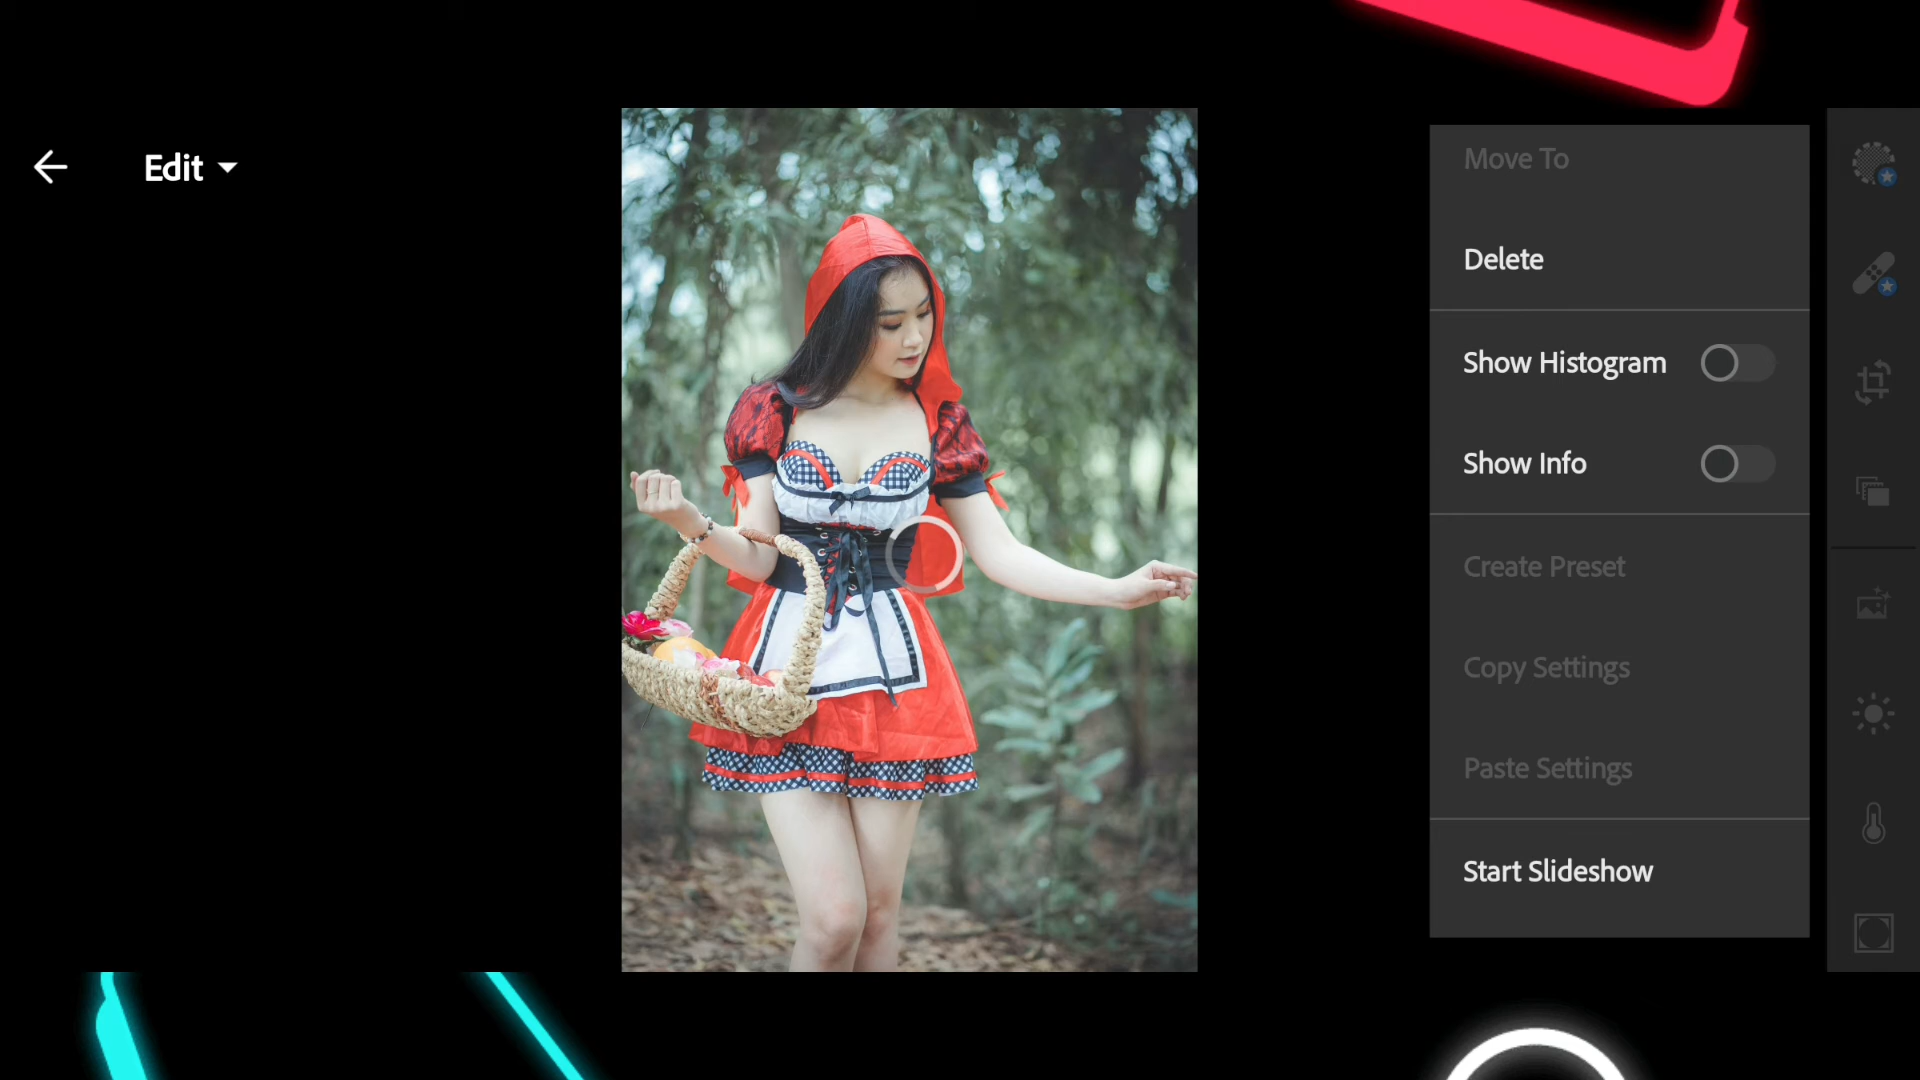 Edit
Move To
Delete
Show Histogram
Show Info
Create Preset
Copy Settings
Paste Settings
Start Slideshow